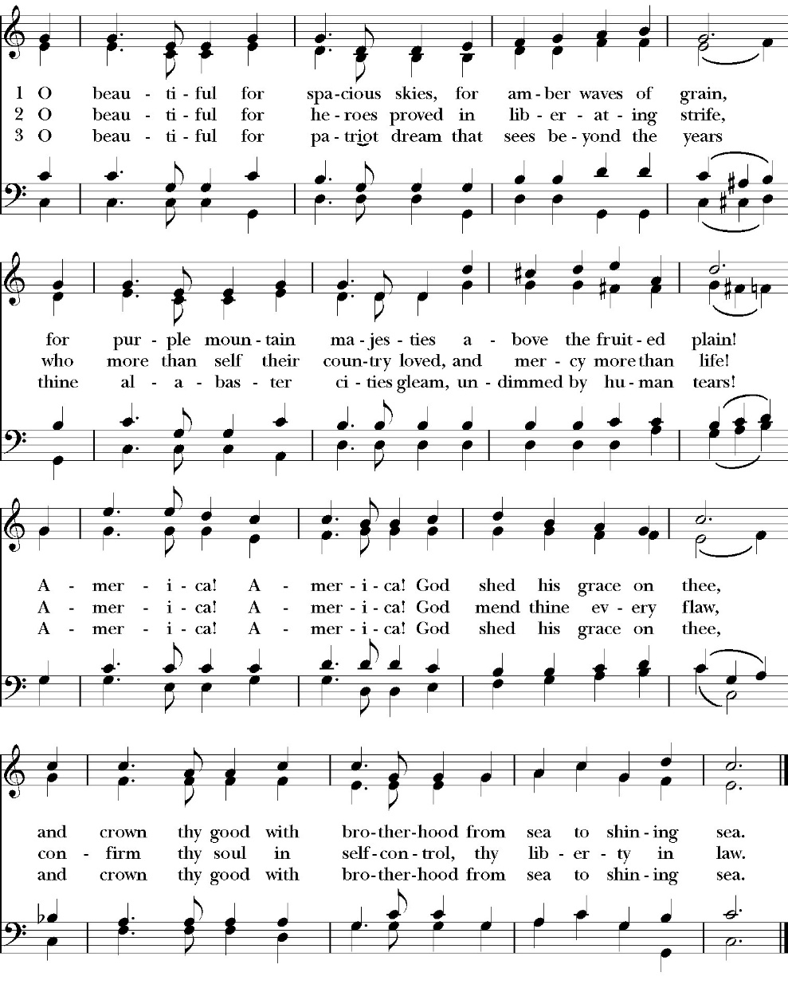 1 O beau - ti - ful for spa-cious skies, for am - ber waves of grain,
2 O beau - ti - ful for he - roes proved in lib - er - at - ing strife,
3 O beau - ti - ful for pa - triot dream that sees be - yond the years
for pur - ple moun - tain ma - jes - ties a - bove the fruit - ed plain!
who more than self their coun-try loved, and mer - cy more than life!
thine al - a - bas - ter ci - ties gleam, un - dimmed by hu - man tears!
A - mer - i - ca! A - mer - i - ca! God shed his grace on thee,
A - mer - i - ca! A - mer - i - ca! God mend thine ev - ery flaw,
A - mer - i - ca! A - mer - i - ca! God shed his grace on thee,
and crown thy good with bro-ther-hood from sea to shin - ing sea.
con - firm thy soul in self-con - trol, thy lib - er - ty in law.
and crown thy good with bro-ther-hood from sea to shin - ing sea.